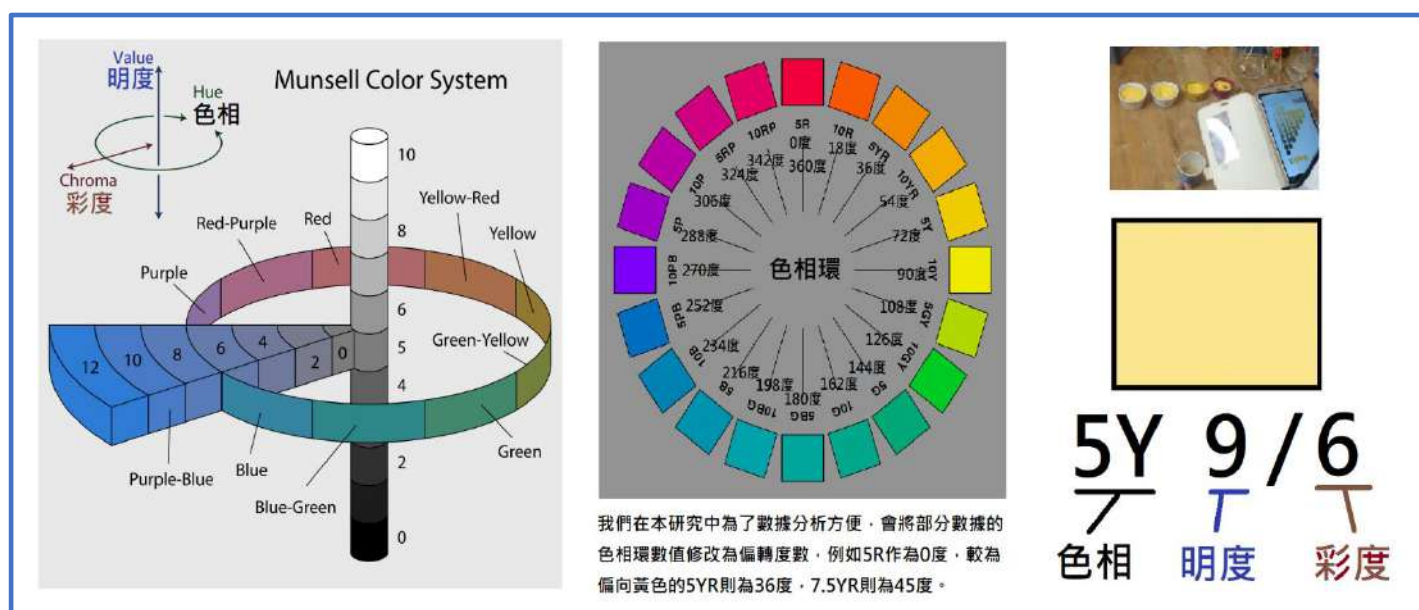 Value
明度
Hue
色相
Chroma
彩度
Munsell Color System
10
8
6
5
4
2
0
Yellow-Red
Yellow
Red
Red-Purple
Purple
Green-Yellow
Green
Blue-Green
Blue
Purple-Blue
12
10
8
6
4
2
0
色相環
5R
0度
360度
10R
18度
5YR
36度
10YR
54度
5Y
72度
10Y
90度
5GY
108度
10GY
126度
5G
144度
10G
162度
5BG
180度
10BG
198度
5B
216度
10B
234度
5PB
252度
10PB
270度
5P
288度
10P
306度
5RP
324度
10RP
342度
我們在本研究中為了數據分析方便，會將部分數據的
色相環數值修改為偏轉度數，例如5R作為0度，較為
偏向黃色的5YR則為36度，7.5YR則為45度。
5Y 9/6
色相 明度 彩度